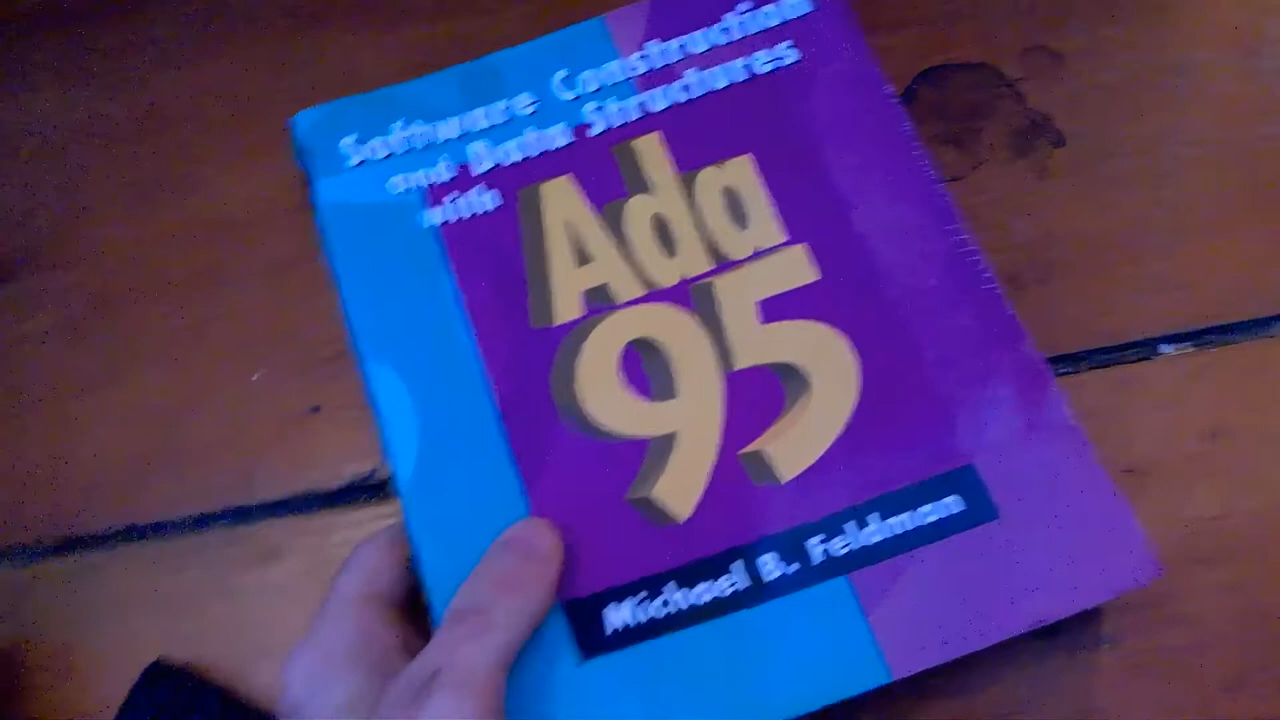 Software Construction
and Data Structures
with
Ada
95
Michael B. Feldman